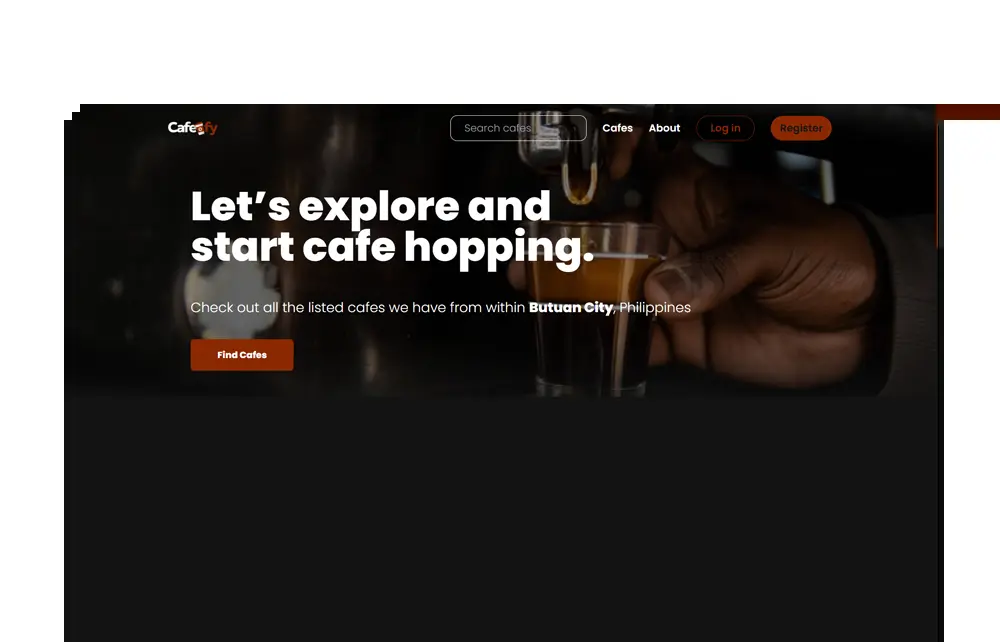 Cafeofy
Search cafes
Cafes
About
Log in
Register
Let’s explore and
start cafe hopping.
Check out all the listed cafes we have from within Butuan City, Philippines
Find Cafes